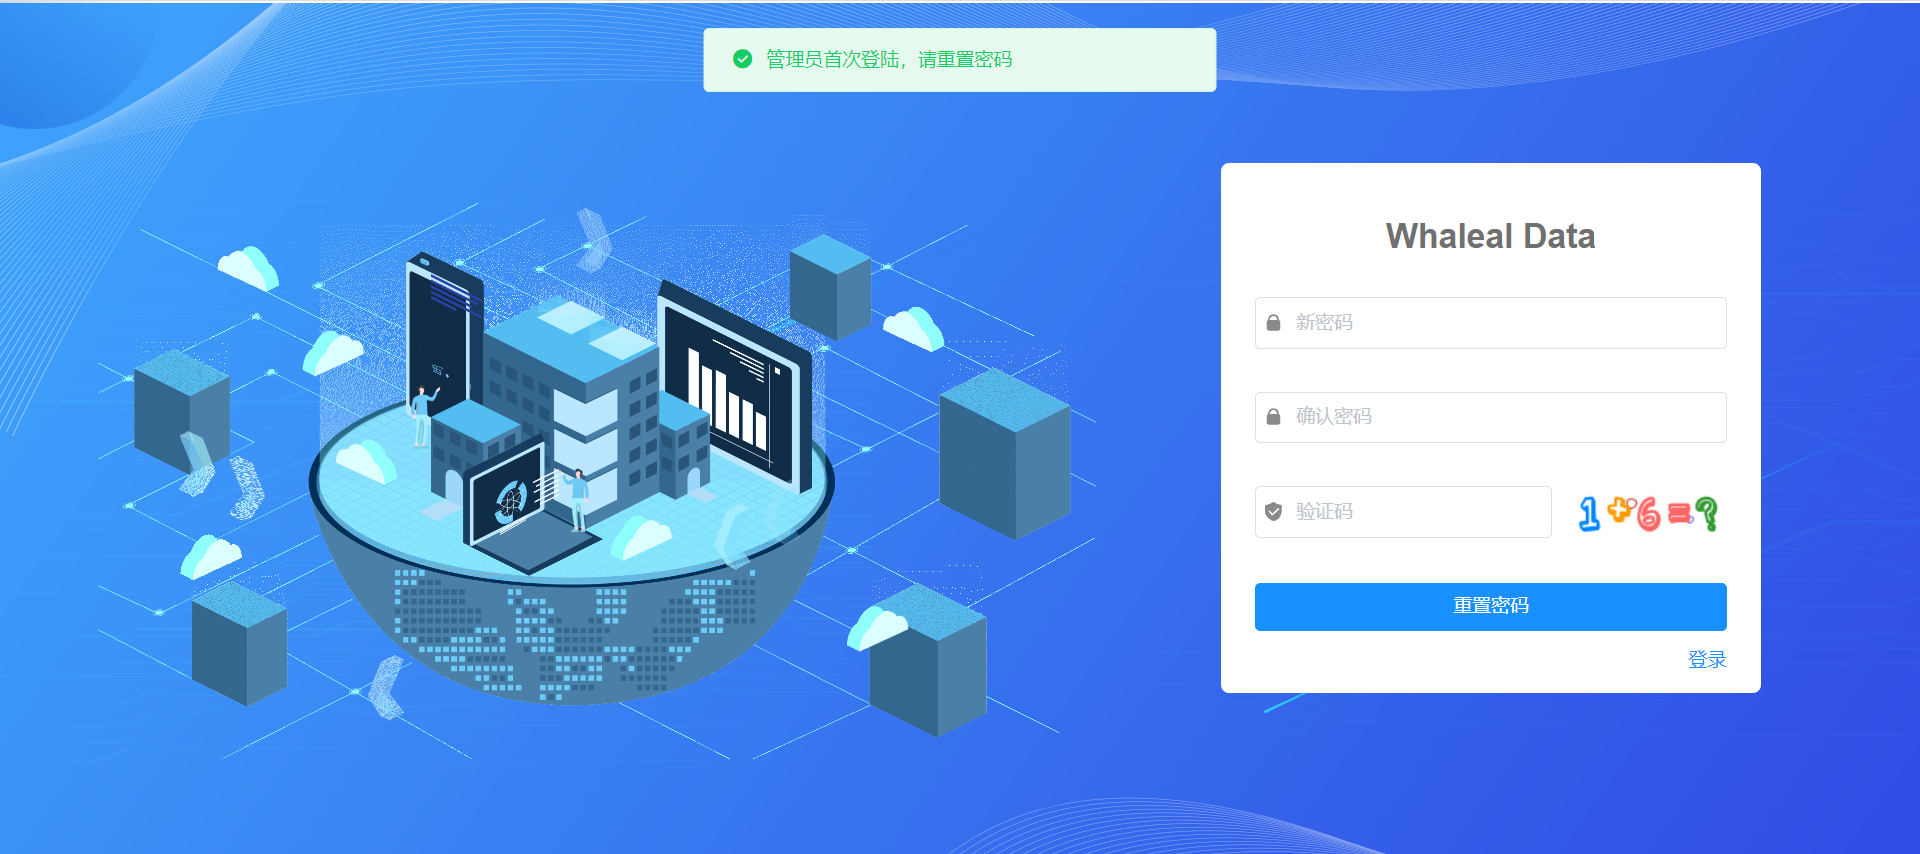 管理员首次登陆，请重置密码
Whaleal Data
新密码
确认密码
验证码
1+6=?
重置密码
登录